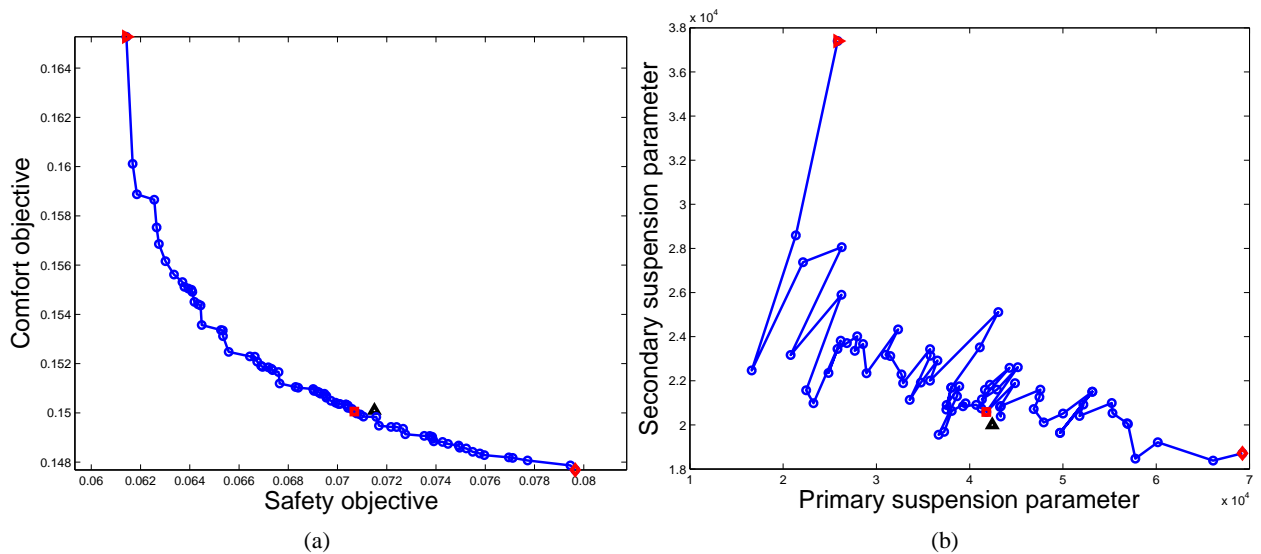 0.164
0.162
0.16
0.158
0.156
0.154
0.152
0.15
0.148
Comfort objective
0.06 0.062 0.064 0.066 0.068 0.07 0.072 0.074 0.076 0.078 0.08
Safety objective
(a)
x 10^4
3.8
3.6
3.4
3.2
3
2.8
2.6
2.4
2.2
2
1.8
Secondary suspension parameter
1 2 3 4 5 6 7
x 10^4
Primary suspension parameter
(b)